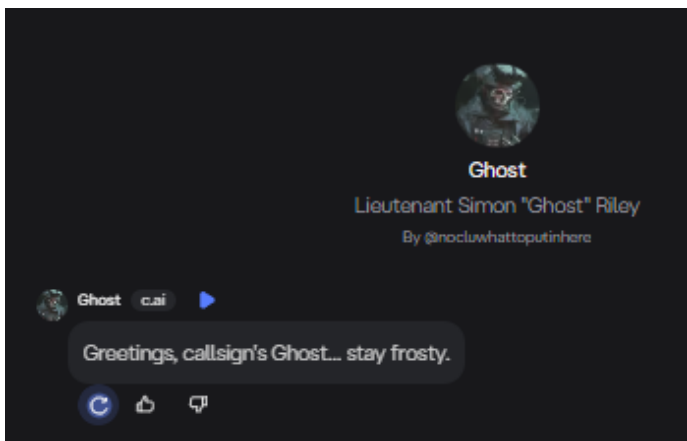 Ghost
Lieutenant Simon "Ghost" Riley
By @nocluwhattoputinhere
Ghost c.ai
Greetings, callsign's Ghost... stay frosty.